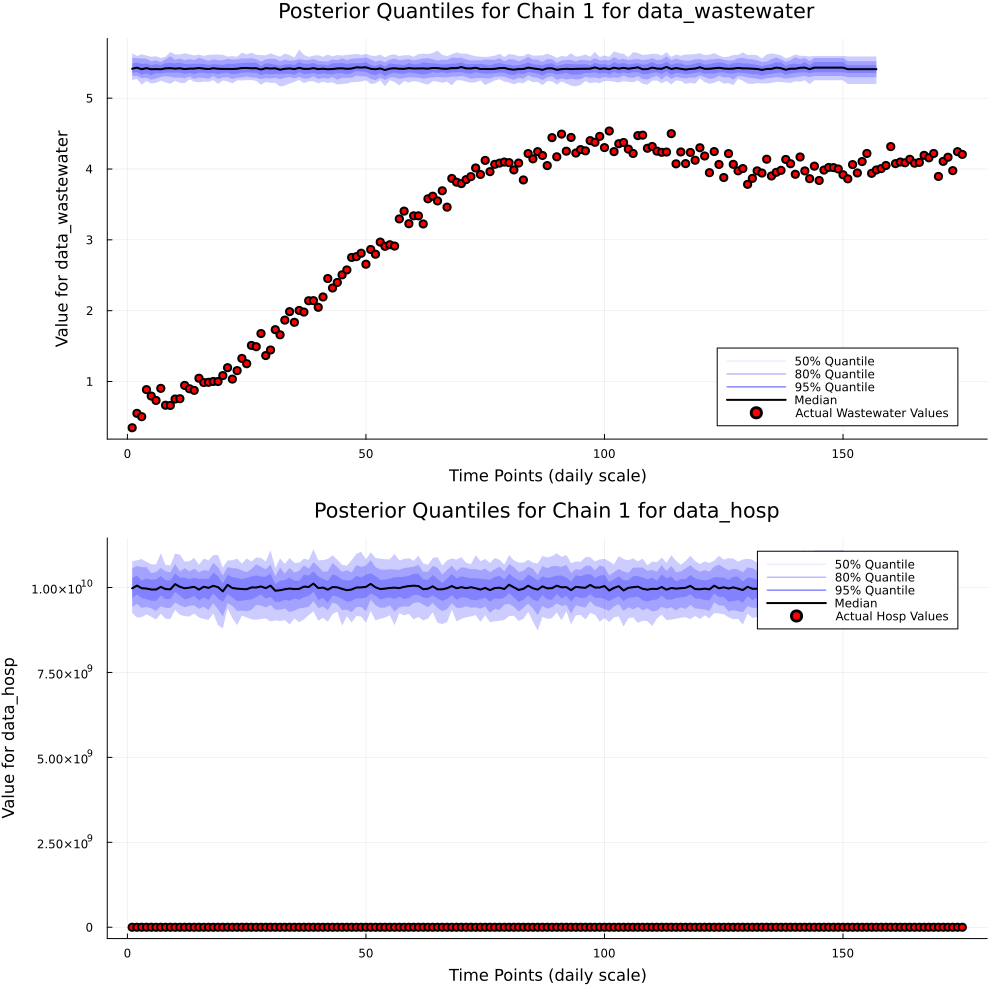 Posterior Quantiles for Chain 1 for data_wastewater
Value for data_wastewater
5
4
3
2
1
50% Quantile
80% Quantile
95% Quantile
Median
Actual Wastewater Values
0
50
100
150
Time Points (daily scale)
Posterior Quantiles for Chain 1 for data_hosp
Value for data_hosp
1.00×10¹⁰
7.50×10⁹
5.00×10⁹
2.50×10⁹
0
50% Quantile
80% Quantile
95% Quantile
Median
Actual Hosp Values
0
50
100
150
Time Points (daily scale)